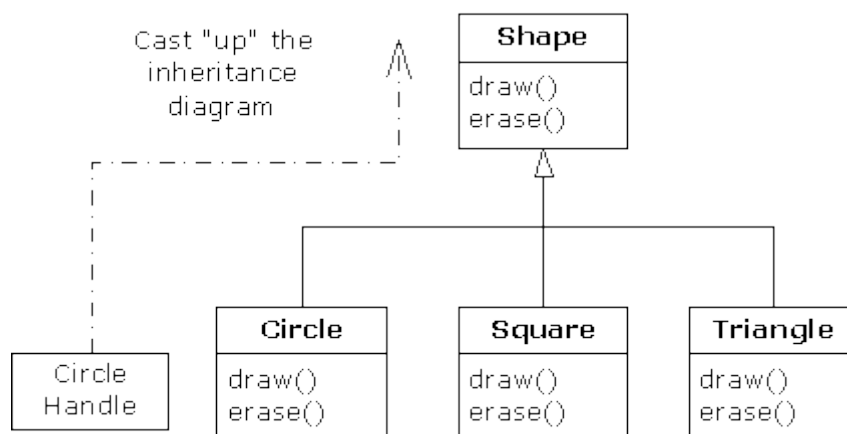 Cast "up" the
inheritance
diagram
Shape
draw()
erase()
Circle
Handle
Circle
draw()
erase()
Square
draw()
erase()
Triangle
draw()
erase()